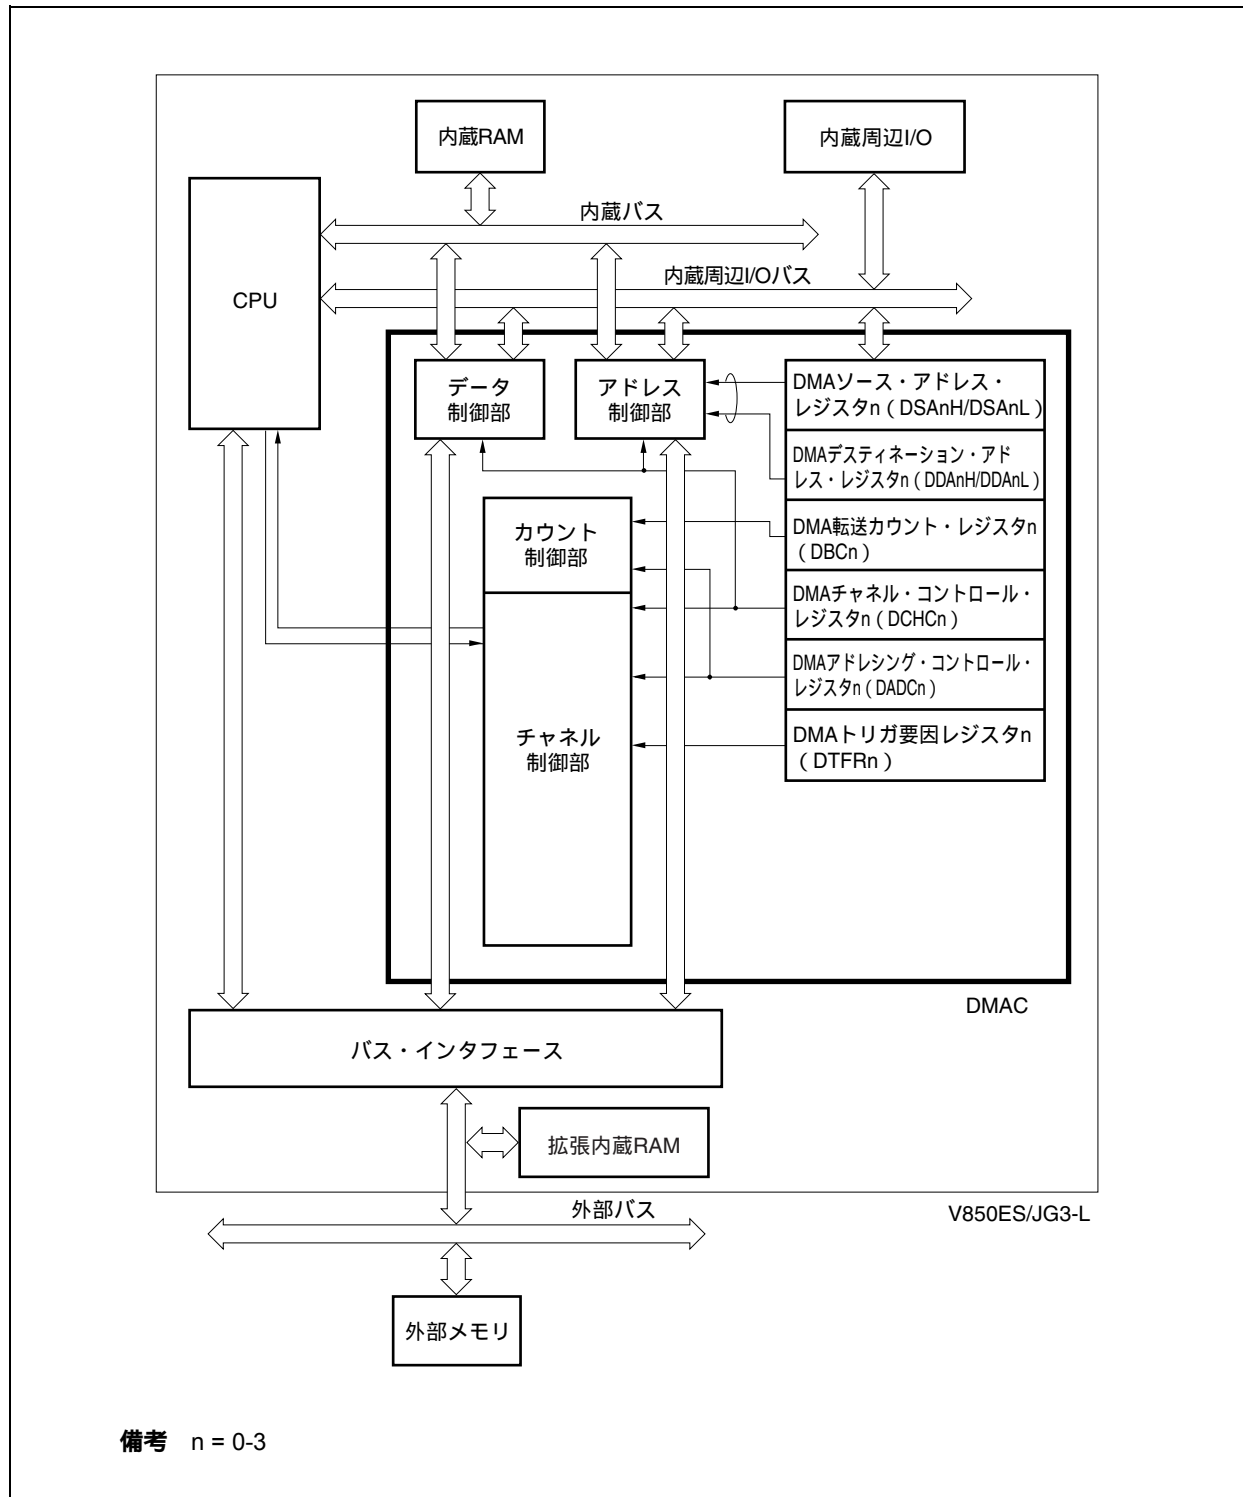 内蔵RAM
内蔵周辺I/O
内蔵バス
CPU
内蔵周辺I/Oバス
データ
制御部
アドレス
制御部
DMAソース・アドレス・
レジスタn(DSAnH/DSAnL)
DMAデスティネーション・アド
レス・レジスタn(DDAnH/DDAnL)
カウント
制御部
DMA転送カウント・レジスタn
(DBCn)
DMAチャネル・コントロール・
レジスタn(DCHCn)
DMAアドレシング・コントロール・
レジスタn(DADCn)
チャネル
制御部
DMAトリガ要因レジスタn
(DTFRn)
DMAC
バス・インタフェース
拡張内蔵RAM
外部バス
V850ES/JG3-L
外部メモリ
備考 n = 0-3